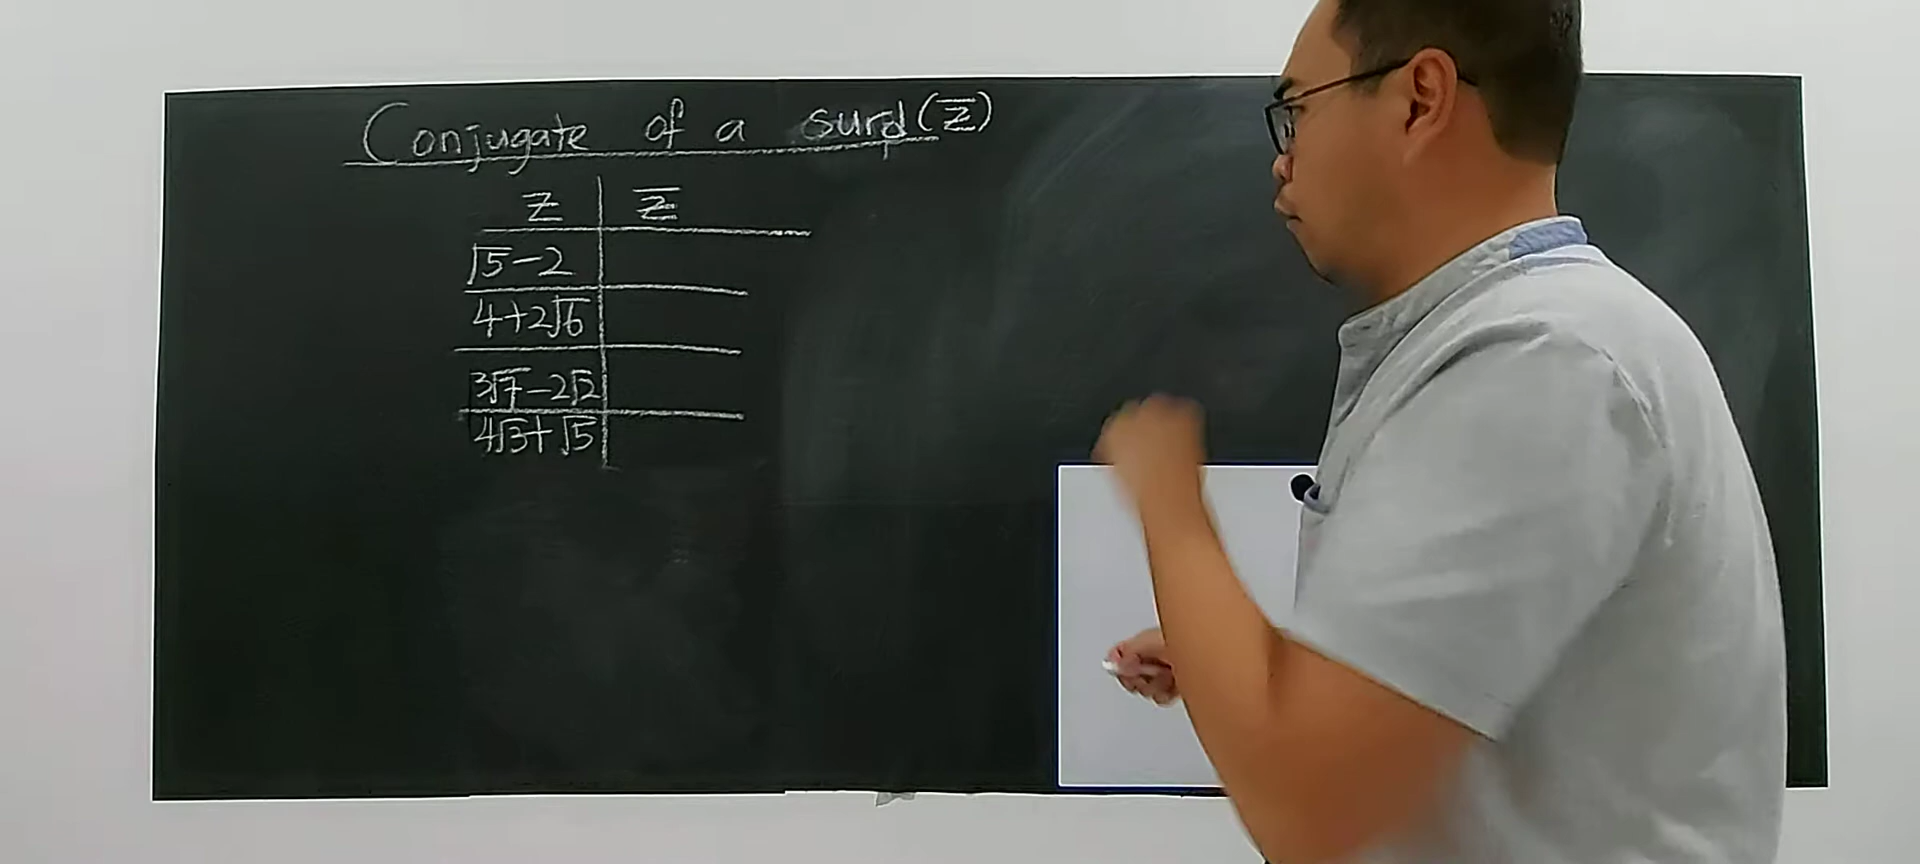 Conjugate of a surd (z̅)
z z̅
√5-2
4+2√6
3√7-2√2
4√3+√5